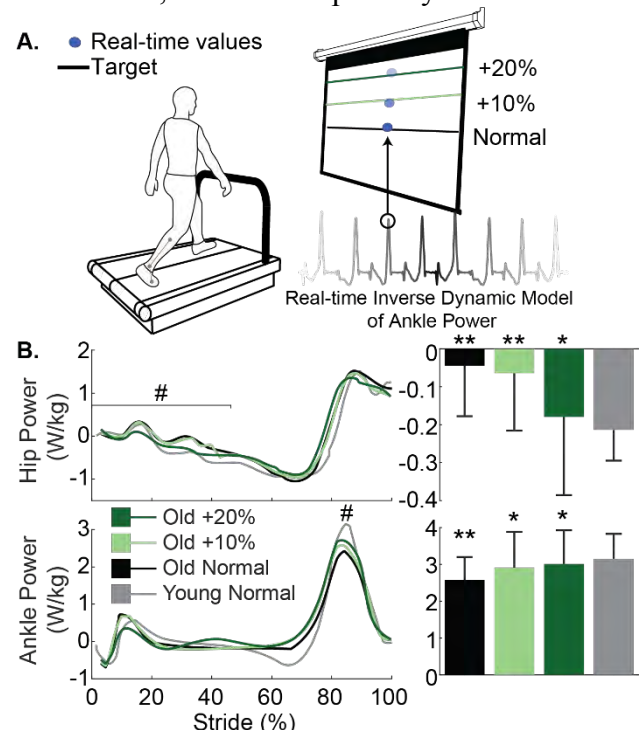 A.
Real-time values
Target
+20%
+10%
Normal
Real-time Inverse Dynamic Model
of Ankle Power
B.
Hip Power
(W/kg)
2
1
0
-1
#
** ** *
0
-0.1
-0.2
-0.3
-0.4
Ankle Power
(W/kg)
3
2
1
0
-1
Old +20%
Old +10%
Old Normal
Young Normal
#
0 20 40 60 80 100
Stride (%)
** * *
4
3
2
1
0